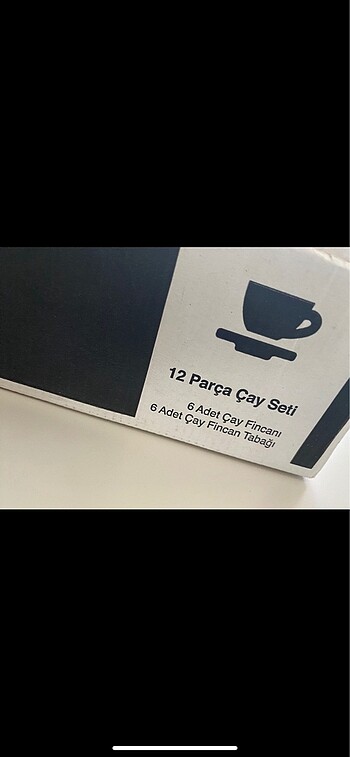 12 Parça Çay Seti
6 Adet Çay Fincanı
6 Adet Çay Fincan Tabağı